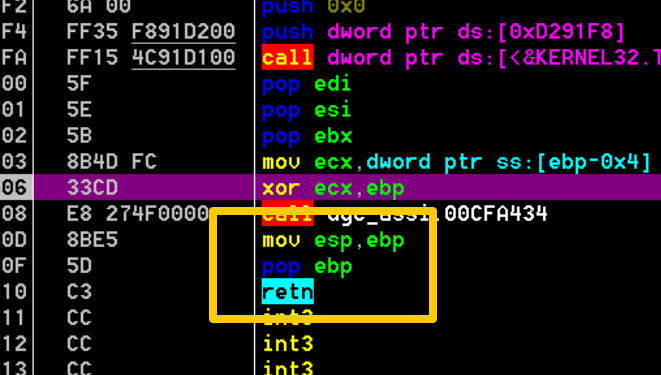 F2 6A 00 push 0x0
F4 FF35 F891D200 push dword ptr ds:[0xD291F8]
FA FF15 4C91D100 call dword ptr ds:[<&KERNEL32.T
00 5F pop edi
01 5E pop esi
02 5B pop ebx
03 8B4D FC mov ecx,dword ptr ss:[ebp-0x4]
06 33CD xor ecx,ebp
08 E8 274F0000 call dgc_assi.00CFA434
0D 8BE5 mov esp,ebp
0F 5D pop ebp
10 C3 retn
11 CC int3
12 CC int3
13 CC int3